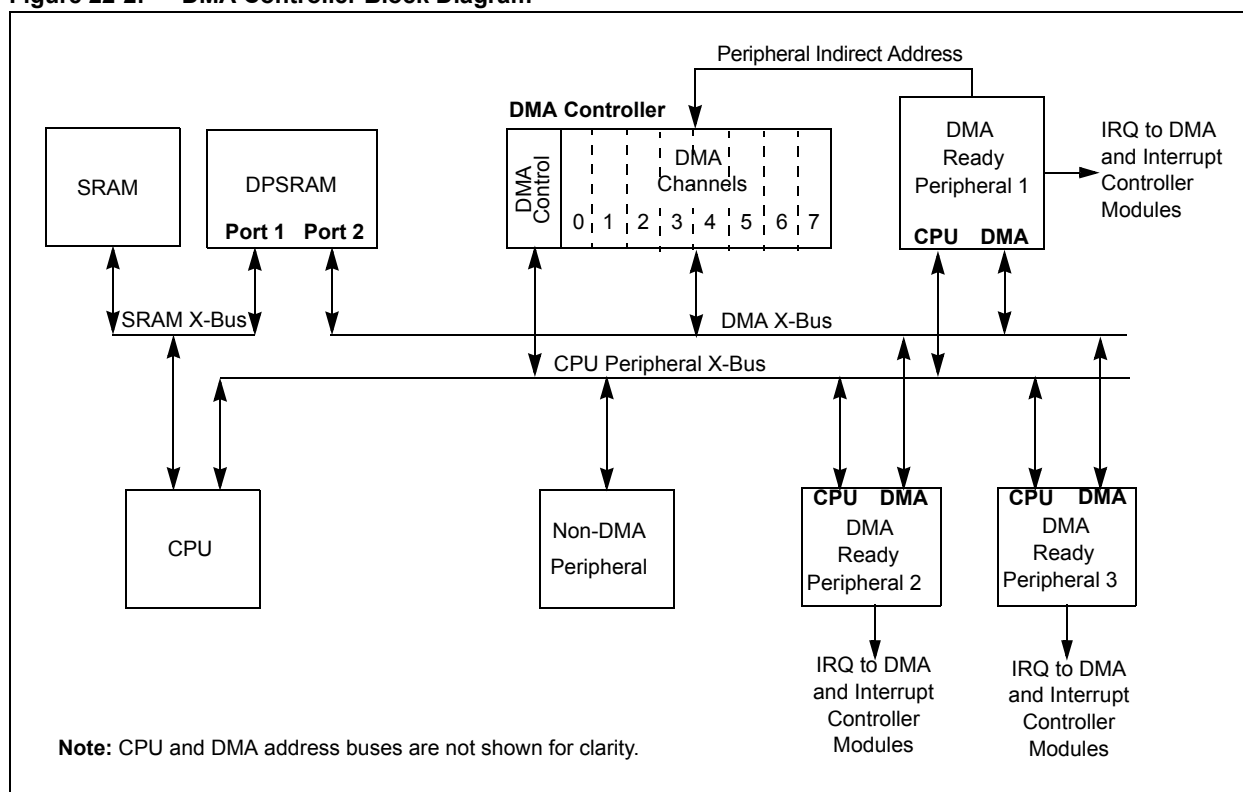 Figure 22-2: DMA Controller Block Diagram
Peripheral Indirect Address
DMA Controller
SRAM
DPSRAM
Port 1 Port 2
DMA
Control
DMA
Channels
0 1 2 3 4 5 6 7
DMA
Ready
Peripheral 1
CPU DMA
IRQ to DMA
and Interrupt
Controller
Modules
SRAM X-Bus
DMA X-Bus
CPU Peripheral X-Bus
CPU
Non-DMA
Peripheral
CPU DMA
DMA
Ready
Peripheral 2
CPU DMA
DMA
Ready
Peripheral 3
IRQ to DMA
and Interrupt
Controller
Modules
IRQ to DMA
and Interrupt
Controller
Modules
Note: CPU and DMA address buses are not shown for clarity.